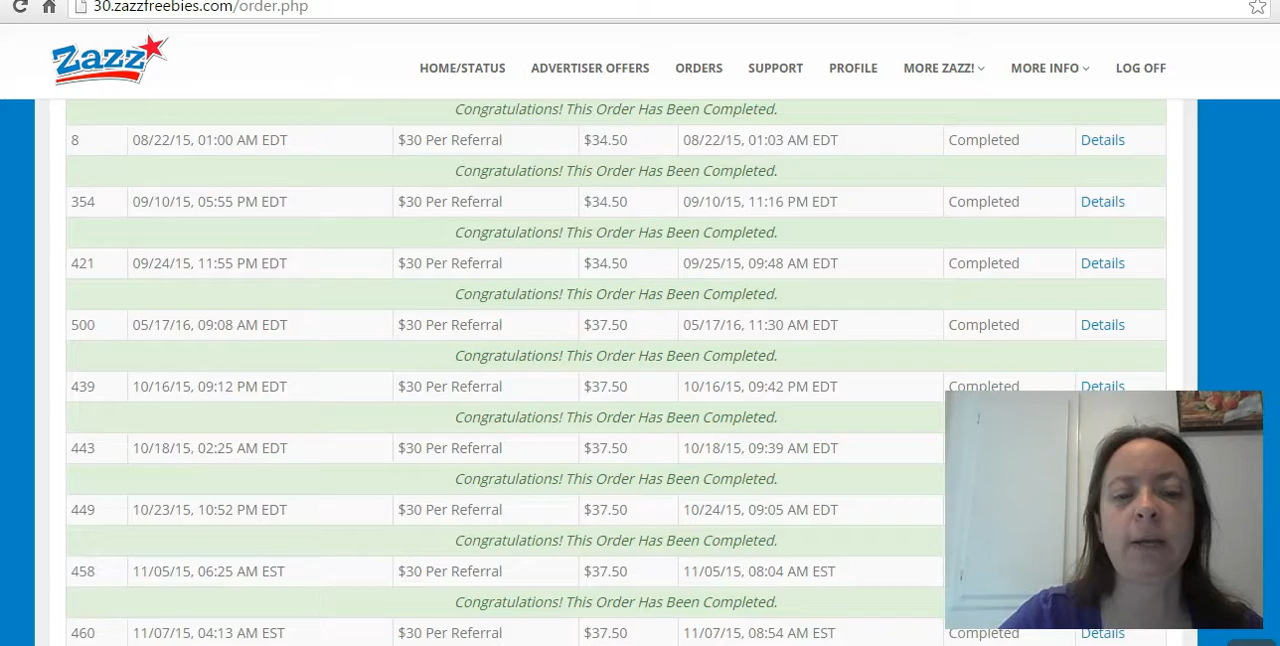 30.zazzfreebies.com/order.php
Zazz
HOME/STATUS ADVERTISER OFFERS ORDERS SUPPORT PROFILE MORE ZAZZ! MORE INFO LOG OFF
Congratulations! This Order Has Been Completed.
8 08/22/15, 01:00 AM EDT $30 Per Referral $34.50 08/22/15, 01:03 AM EDT Completed Details
Congratulations! This Order Has Been Completed.
354 09/10/15, 05:55 PM EDT $30 Per Referral $34.50 09/10/15, 11:16 PM EDT Completed Details
Congratulations! This Order Has Been Completed.
421 09/24/15, 11:55 PM EDT $30 Per Referral $34.50 09/25/15, 09:48 AM EDT Completed Details
Congratulations! This Order Has Been Completed.
500 05/17/16, 09:08 AM EDT $30 Per Referral $37.50 05/17/16, 11:30 AM EDT Completed Details
Congratulations! This Order Has Been Completed.
439 10/16/15, 09:12 PM EDT $30 Per Referral $37.50 10/16/15, 09:42 PM EDT Completed Details
Congratulations! This Order Has Been Completed.
443 10/18/15, 02:25 AM EDT $30 Per Referral $37.50 10/18/15, 09:39 AM EDT
Congratulations! This Order Has Been Completed.
449 10/23/15, 10:52 PM EDT $30 Per Referral $37.50 10/24/15, 09:05 AM EDT
Congratulations! This Order Has Been Completed.
458 11/05/15, 06:25 AM EST $30 Per Referral $37.50 11/05/15, 08:04 AM EST
Congratulations! This Order Has Been Completed.
460 11/07/15, 04:13 AM EST $30 Per Referral $37.50 11/07/15, 08:54 AM EST Completed Details